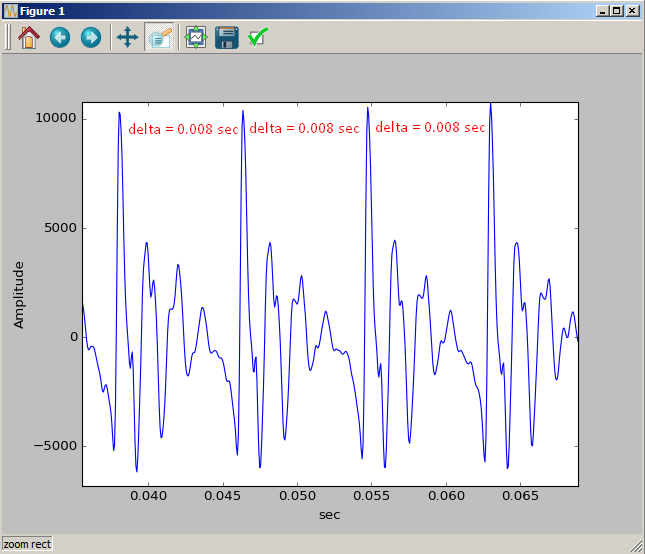 Figure 1
10000
5000
0
−5000
delta = 0.008 sec
delta = 0.008 sec
delta = 0.008 sec
Amplitude
0.040
0.045
0.050
0.055
0.060
0.065
sec
zoom rect